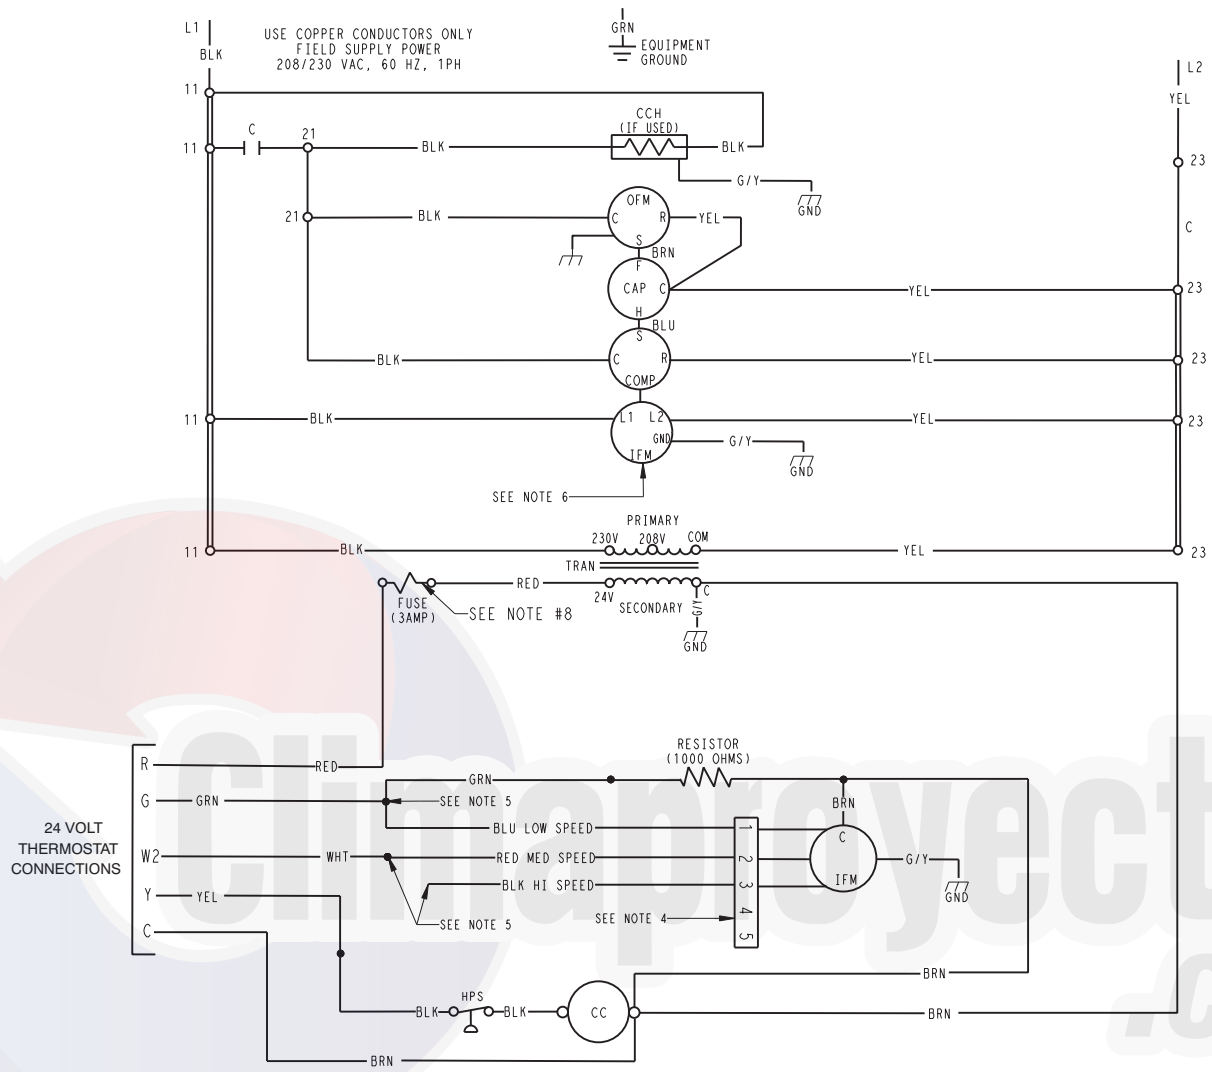 L1
BLK
USE COPPER CONDUCTORS ONLY
FIELD SUPPLY POWER
208/230 VAC, 60 HZ, 1PH
GRN
EQUIPMENT
GROUND
L2
YEL
11
CCH
(IF USED)
C
21
11
BLK
BLK
23
G/Y
GND
OFM
21
BLK
C
R
YEL
S
BRN
C
F
CAP
C
YEL
23
H
BLU
S
BLK
C
R
YEL
23
COMP
11
BLK
L1
L2
YEL
23
GND
G/Y
IFM
GND
SEE NOTE 6
PRIMARY
230V
208V
COM
11
BLK
YEL
23
TRAN
RED
24V
SECONDARY
C
G/Y
GND
FUSE
(3AMP)
SEE NOTE #8
RESISTOR
(1000 OHMS)
R
RED
GRN
G
GRN
SEE NOTE 5
BRN
24 VOLT
THERMOSTAT
CONNECTIONS
BLU LOW SPEED
1
C
W2
WHT
RED MED SPEED
2
IFM
G/Y
GND
BLK HI SPEED
3
Y
YEL
SEE NOTE 4
4
SEE NOTE 5
5
C
BRN
HPS
BLK
BLK
CC
BRN
BRN
Climaproyect
.c